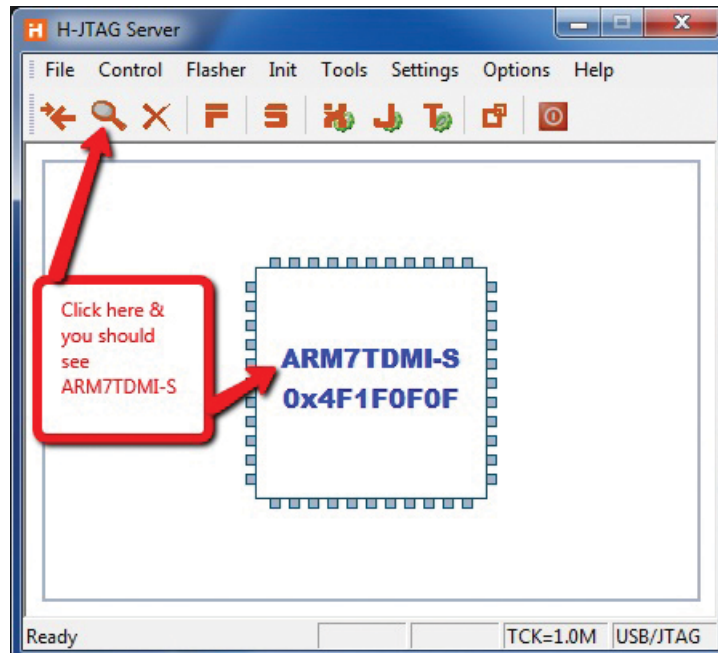 H-JTAG Server
File Control Flasher Init Tools Settings Options Help
Click here &
you should
see
ARM7TDMI-S
ARM7TDMI-S
0x4F1F0F0F
Ready TCK=1.0M USB/JTAG